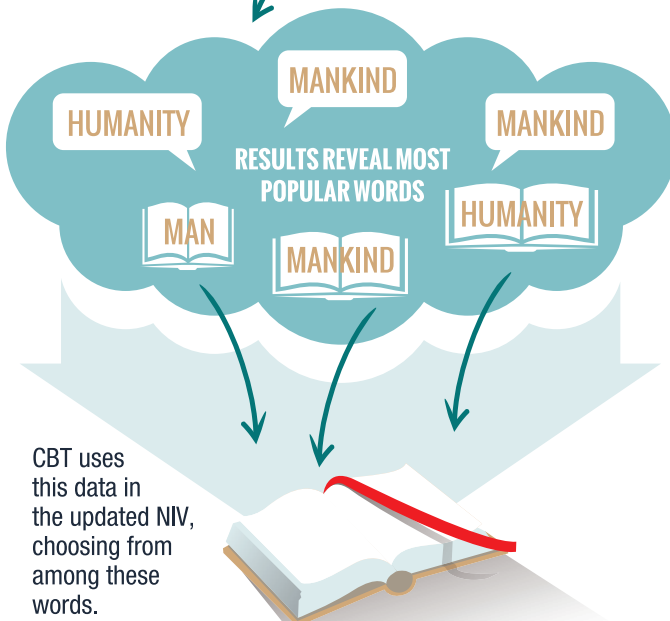 MANKIND
HUMANITY
MANKIND
RESULTS REVEAL MOST
POPULAR WORDS
MAN
MANKIND
HUMANITY
CBT uses
this data in
the updated NIV,
choosing from
among these
words.